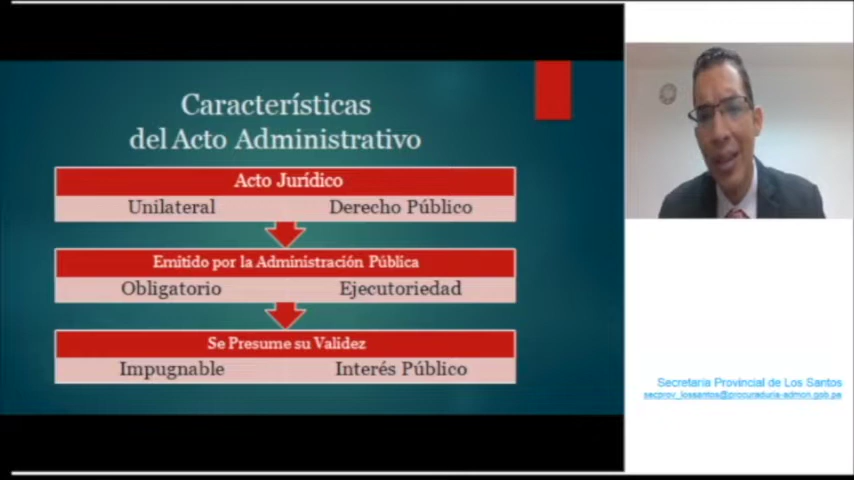 Características
del Acto Administrativo
Acto Jurídico
Unilateral Derecho Público
Emitido por la Administración Pública
Obligatorio Ejecutoriedad
Se Presume su Validez
Impugnable Interés Público
Secretaría Provincial de Los Santos
secprov_lossantos@procuraduria-admon.gob.pa